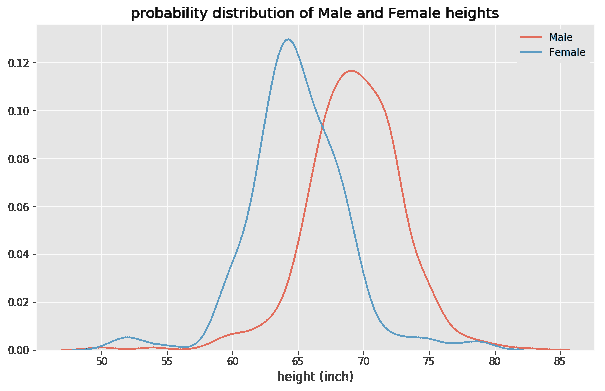 probability distribution of Male and Female heights
Male
Female
0.12
0.10
0.08
0.06
0.04
0.02
0.00
50 55 60 65 70 75 80 85
height (inch)